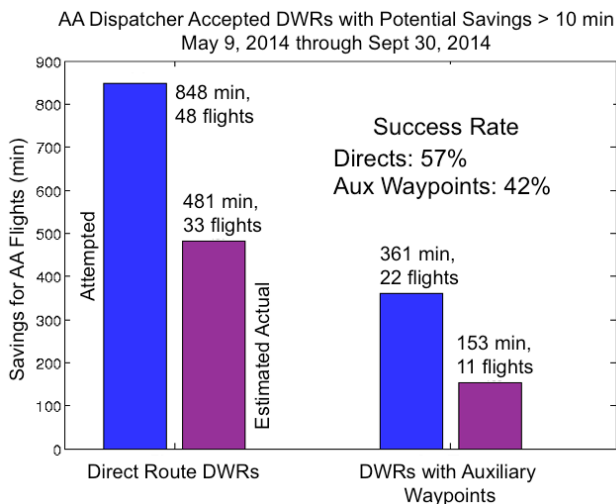 AA Dispatcher Accepted DWRs with Potential Savings > 10 min
May 9, 2014 through Sept 30, 2014
Savings for AA Flights (min)
900
800
700
600
500
400
300
200
100
0
Attempted
848 min,
48 flights
481 min,
33 flights
Estimated Actual
Success Rate
Directs: 57%
Aux Waypoints: 42%
361 min,
22 flights
153 min,
11 flights
Direct Route DWRs
DWRs with Auxiliary
Waypoints